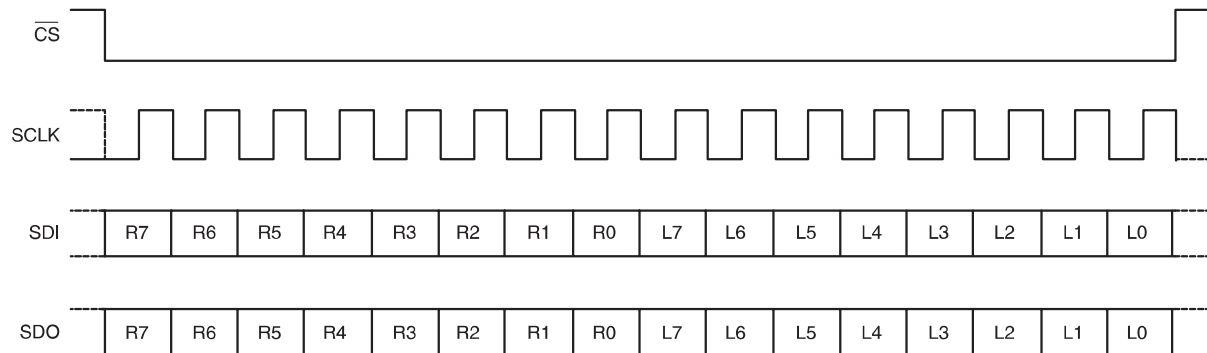 CS
SCLK
SDI R7 R6 R5 R4 R3 R2 R1 R0 L7 L6 L5 L4 L3 L2 L1 L0
SDO R7 R6 R5 R4 R3 R2 R1 R0 L7 L6 L5 L4 L3 L2 L1 L0